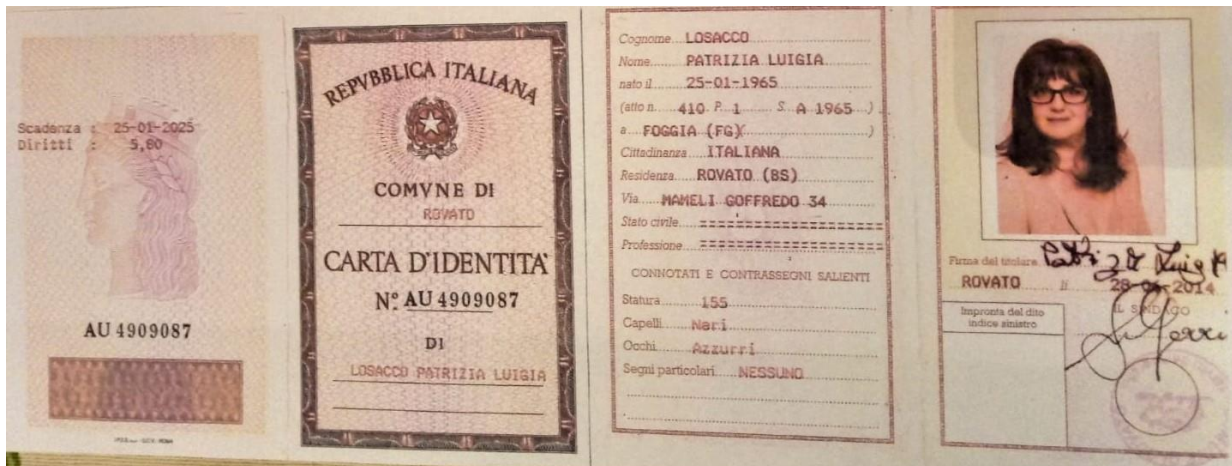 Scadenza : 25-01-2025
Diritti : 5,80
AU 4909087
REPVBBLICA ITALIANA
COMVNE DI
ROVATO
CARTA D'IDENTITA'
N° AU 4909087
DI
LOSACCO PATRIZIA LUIGIA
Cognome LOSACCO
Nome PATRIZIA LUIGIA
nato il 25-01-1965
(atto n. 410 P. 1 S. A 1965 )
a FOGGIA (FG) )
Cittadinanza ITALIANA
Residenza ROVATO (BS)
Via MAMELI GOFFREDO 34
Stato civile ====================
Professione ====================
CONNOTATI E CONTRASSEGNI SALIENTI
Statura 155
Capelli Neri
Occhi Azzurri
Segni particolari NESSUNO
Firma del titolare
ROVATO li 2014
IL SINDACO
Impronta del dito
indice sinistro